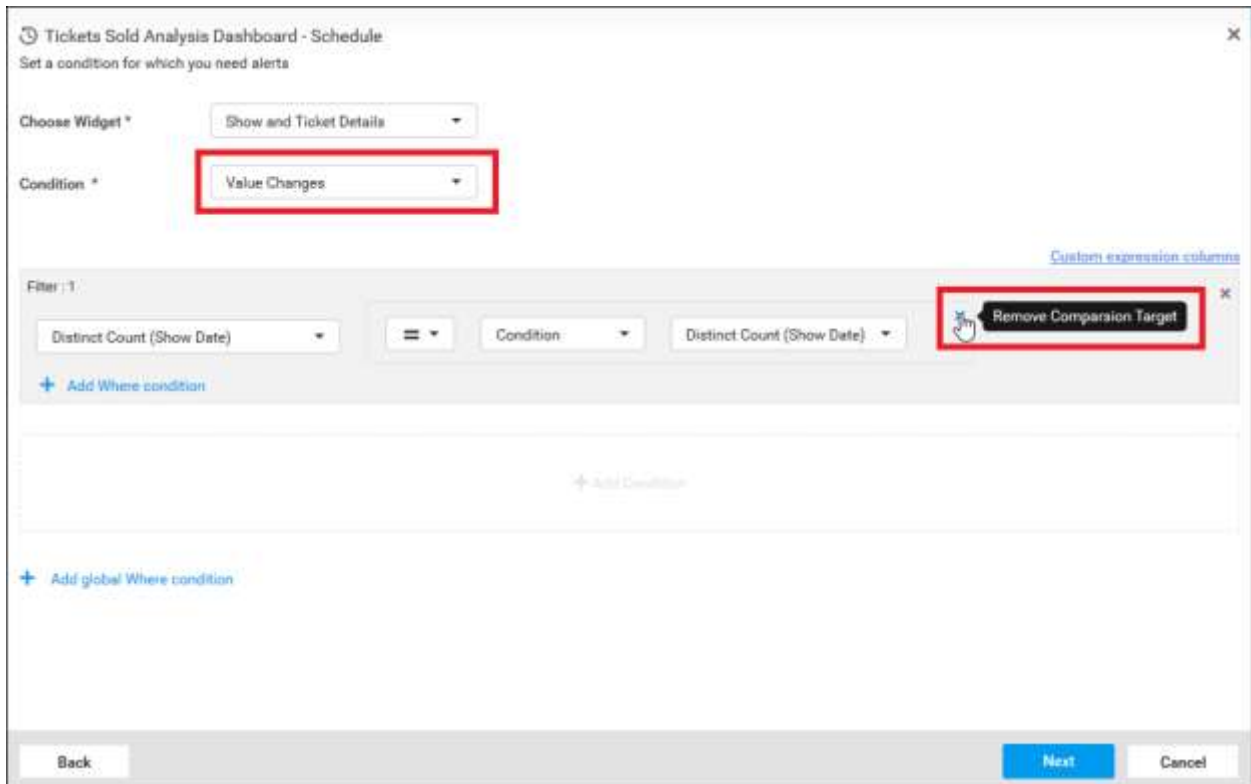 Tickets Sold Analysis Dashboard - Schedule
Set a condition for which you need alerts
Choose Widget * Show and Ticket Details
Condition * Value Changes
Custom expression columns
Filter : 1
Distinct Count (Show Date) = Condition Distinct Count (Show Date) Remove Comparsion Target
+ Add Where condition
+ Add Condition
+ Add global Where condition
Back Next Cancel